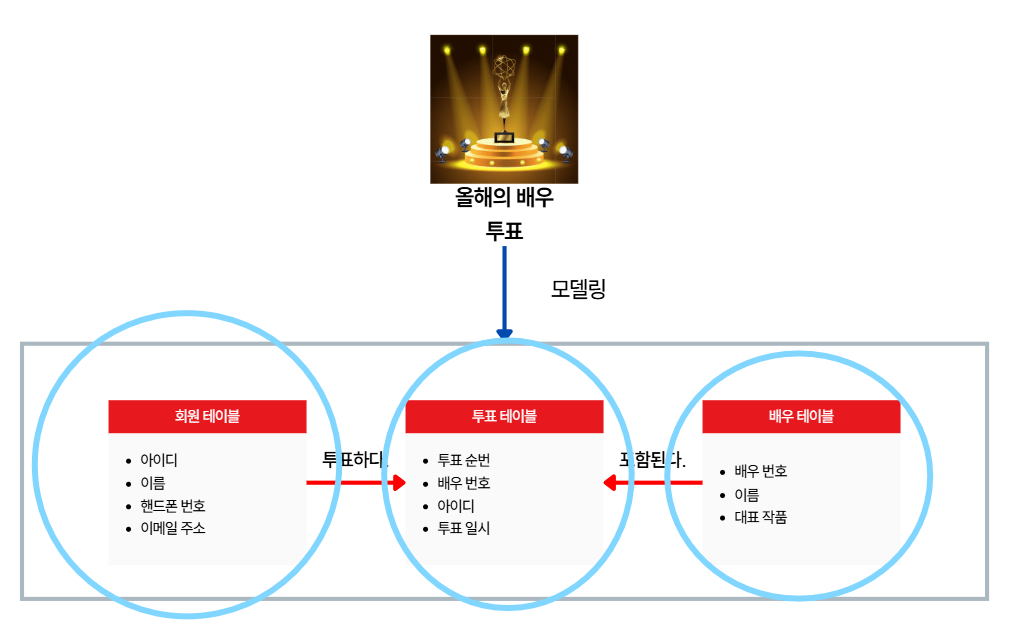 올해의 배우
투표
모델링
회원 테이블
아이디
이름
핸드폰 번호
이메일 주소
투표하다.
투표 테이블
투표 순번
배우 번호
아이디
투표 일시
포함된다.
배우 테이블
배우 번호
이름
대표 작품